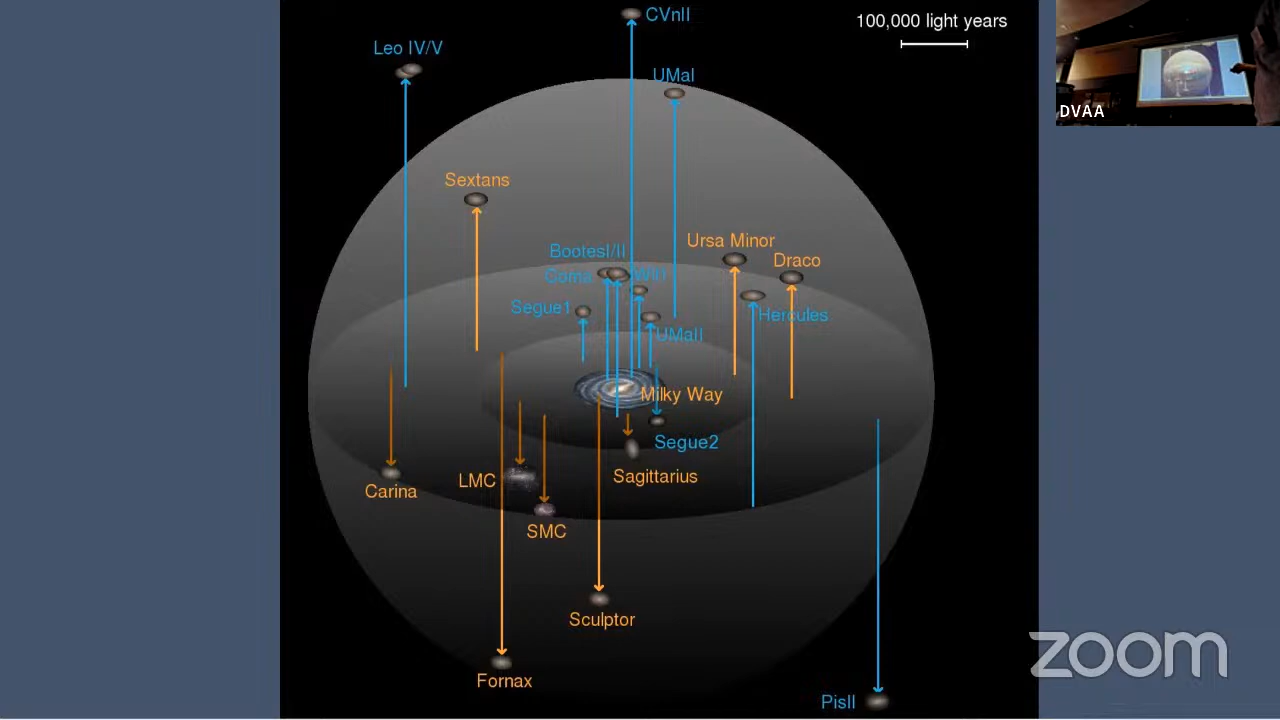 CVnII
100,000 light years
Leo IV/V
UMaI
DVAA
Sextans
Ursa Minor
BootesI/II
Draco
Coma
Wil1
Segue1
Hercules
UMaII
Milky Way
Segue2
LMC
Sagittarius
Carina
SMC
Sculptor
Fornax
PisII
zoom